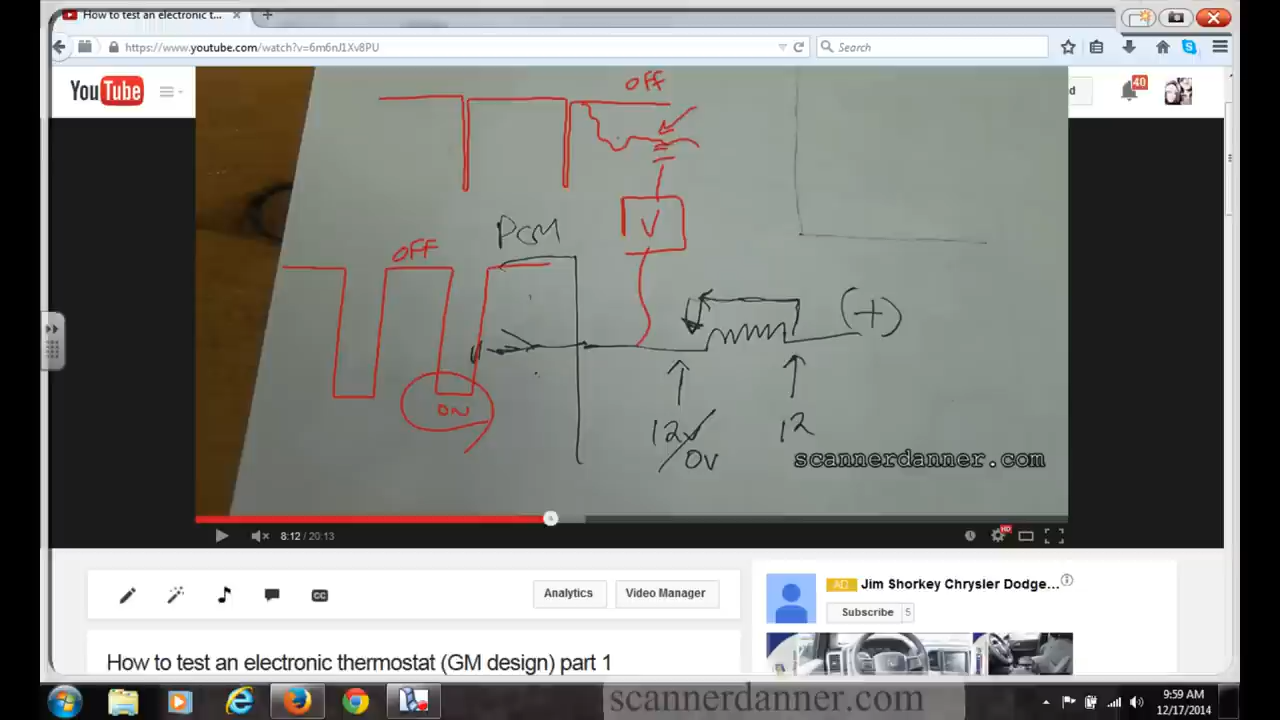 How to test an electronic t...
https://www.youtube.com/watch?v=6m6nJ1Xv8PU
Search
YouTube
40
d
OFF
V
PCM
OFF
(+)
ON
12v
/0v
12
scannerdanner.com
8:12 / 20:13
HD
CC
Analytics
Video Manager
AD
Jim Shorkey Chrysler Dodge...
Subscribe 5
How to test an electronic thermostat (GM design) part 1
scannerdanner.com
9:59 AM
12/17/2014